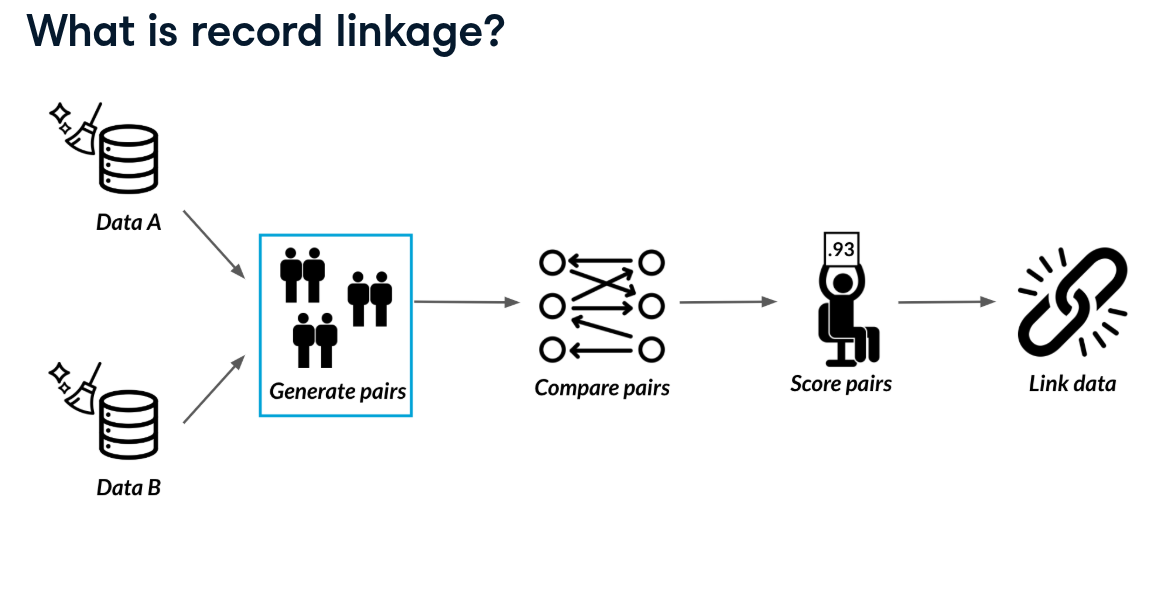 What is record linkage?
Data A
Data B
Generate pairs
Compare pairs
.93
Score pairs
Link data